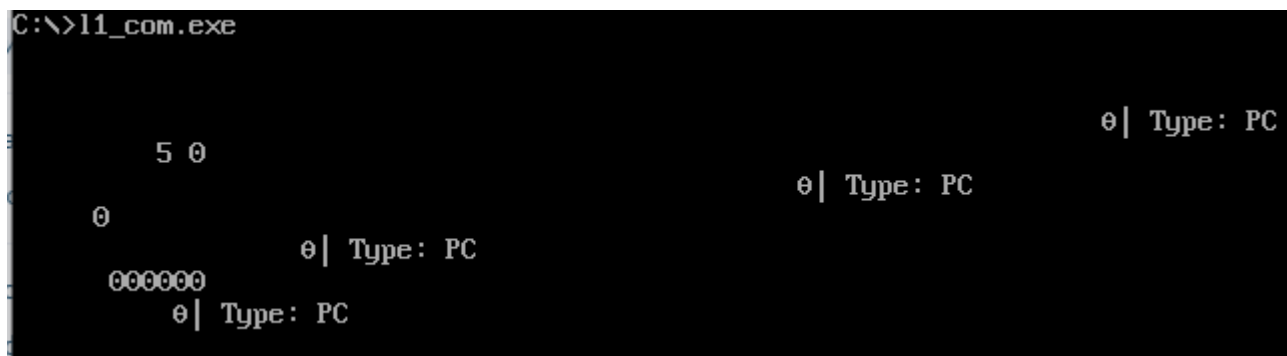 C:\>l1_com.exe
θ| Type: PC
5 0
θ| Type: PC
0
θ| Type: PC
000000
θ| Type: PC